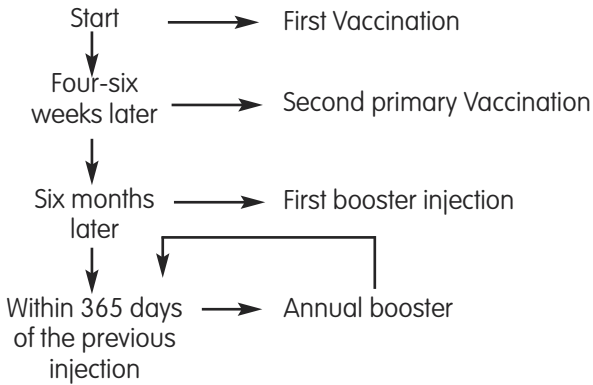 Start
First Vaccination
Four-six
weeks later
Second primary Vaccination
Six months
later
First booster injection
Within 365 days
of the previous
injection
Annual booster